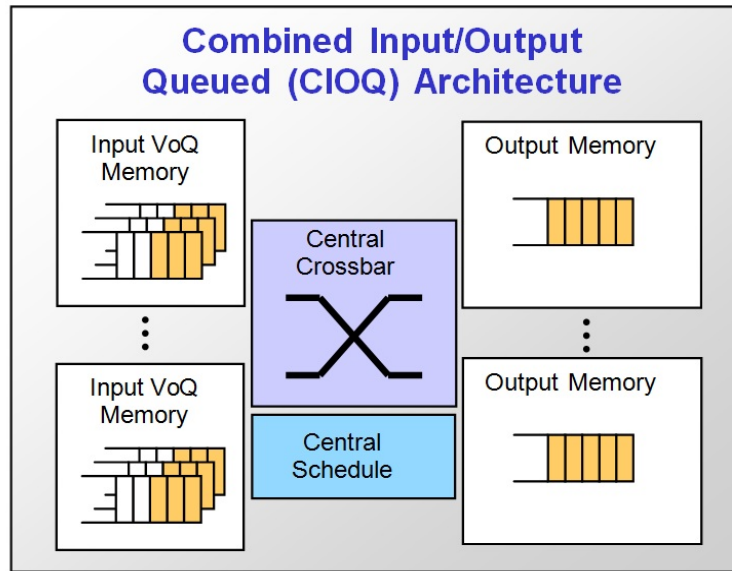 Combined Input/Output
Queued (CIOQ) Architecture
Input VoQ
Memory
Output Memory
Central
Crossbar
Input VoQ
Memory
Output Memory
Central
Schedule